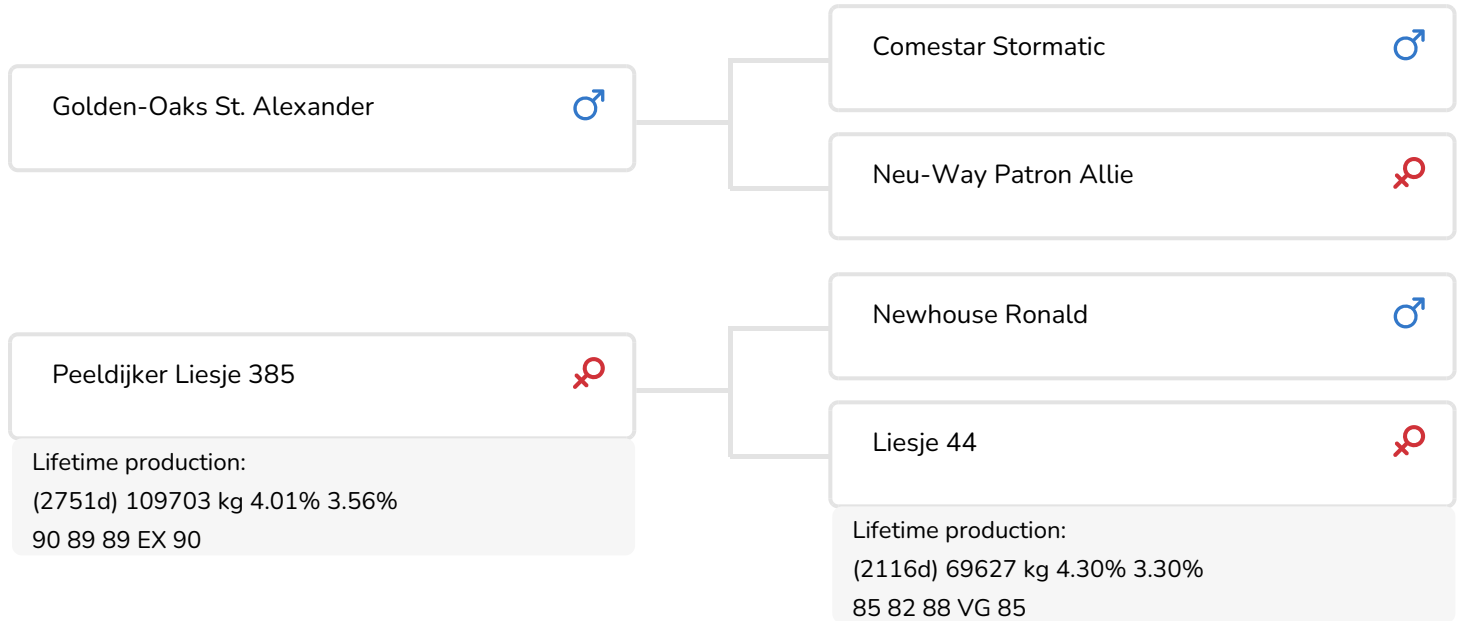 Golden-Oaks St. Alexander
Comestar Stormatic
Neu-Way Patron Allie
Peeldijker Liesje 385
Lifetime production:
(2751d) 109703 kg 4.01% 3.56%
90 89 89 EX 90
Newhouse Ronald
Liesje 44
Lifetime production:
(2116d) 69627 kg 4.30% 3.30%
85 82 88 VG 85